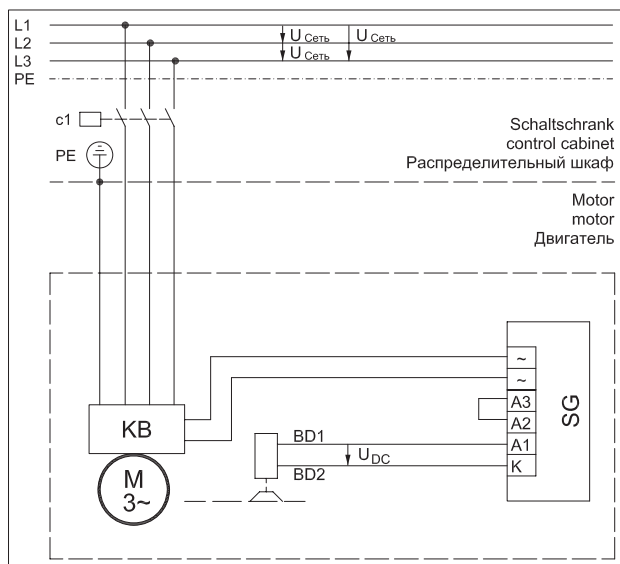 L1
L2
L3
PE
U Сеть
U Сеть
U Сеть
c1
PE
Schaltschrank
control cabinet
Распределительный шкаф
Motor
motor
Двигатель
KB
M
3~
BD1
BD2
U DC
~
~
A3
A2
A1
K
SG